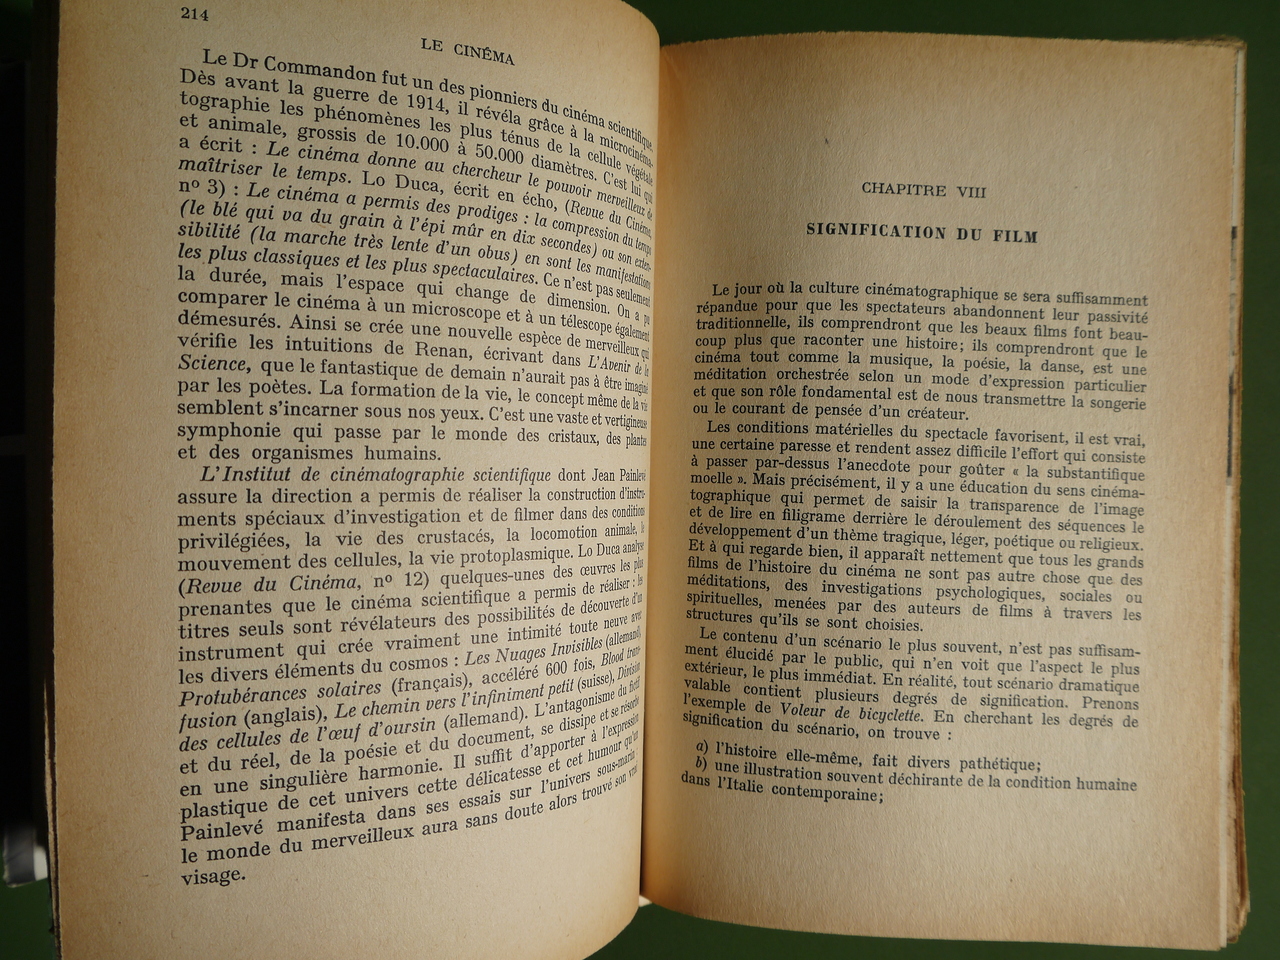 214
LE CINÉMA
Le Dr Commandon fut un des pionniers du cinéma scientifique.
Dès avant la guerre de 1914, il révéla grâce à la microcinéma-
tographie les phénomènes les plus ténus de la cellule végétale
et animale, grossis de 10.000 à 50.000 diamètres. C'est lui qui
a écrit : Le cinéma donne au chercheur le pouvoir merveilleux de
maîtriser le temps. Lo Duca, écrit en écho, (Revue du Cinéma,
nº 3) : Le cinéma a permis des prodiges : la compression du temps
(le blé qui va du grain à l'épi mûr en dix secondes) ou son exten-
sibilité (la marche très lente d'un obus) en sont les manifestations
les plus classiques et les plus spectaculaires. Ce n'est pas seulement
la durée, mais l'espace qui change de dimension. On a pu
comparer le cinéma à un microscope et à un télescope également
démesurés. Ainsi se crée une nouvelle espèce de merveilleux qui
vérifie les intuitions de Renan, écrivant dans L'Avenir de la
Science, que le fantastique de demain n'aurait pas à être imaginé
par les poètes. La formation de la vie, le concept même de la vie
semblent s'incarner sous nos yeux. C'est une vaste et vertigineuse
symphonie qui passe par le monde des cristaux, des plantes
et des organismes humains.
L'Institut de cinématographie scientifique dont Jean Painlevé
assure la direction a permis de réaliser la construction d'instru-
ments spéciaux d'investigation et de filmer dans des conditions
privilégiées, la vie des crustacés, la locomotion animale, le
mouvement des cellules, la vie protoplasmique. Lo Duca analyse
(Revue du Cinéma, nº 12) quelques-unes des œuvres les plus
prenantes que le cinéma scientifique a permis de réaliser : les
titres seuls sont révélateurs des possibilités de découverte d'un
instrument qui crée vraiment une intimité toute neuve avec
les divers éléments du cosmos : Les Nuages Invisibles (allemand),
Protubérances solaires (français), accéléré 600 fois, Blood trans-
fusion (anglais), Le chemin vers l'infiniment petit (suisse), Division
des cellules de l'œuf d'oursin (allemand). L'antagonisme du fictif
et du réel, de la poésie et du document, se dissipe et se résorbe
en une singulière harmonie. Il suffit d'apporter à l'expression
plastique de cet univers cette délicatesse et cet humour qu'un
Painlevé manifesta dans ses essais sur l'univers sous-marin :
le monde du merveilleux aura sans doute alors trouvé son vrai
visage.
CHAPITRE VIII
SIGNIFICATION DU FILM
Le jour où la culture cinématographique se sera suffisamment
répandue pour que les spectateurs abandonnent leur passivité
traditionnelle, ils comprendront que les beaux films font beau-
coup plus que raconter une histoire; ils comprendront que le
cinéma tout comme la musique, la poésie, la danse, est une
méditation orchestrée selon un mode d'expression particulier
et que son rôle fondamental est de nous transmettre la songerie
ou le courant de pensée d'un créateur.
Les conditions matérielles du spectacle favorisent, il est vrai,
une certaine paresse et rendent assez difficile l'effort qui consiste
à passer par-dessus l'anecdote pour goûter « la substantifique
moelle ». Mais précisément, il y a une éducation du sens cinéma-
tographique qui permet de saisir la transparence de l'image
et de lire en filigrame derrière le déroulement des séquences le
développement d'un thème tragique, léger, poétique ou religieux.
Et à qui regarde bien, il apparaît nettement que tous les grands
films de l'histoire du cinéma ne sont pas autre chose que des
méditations, des investigations psychologiques, sociales ou
spirituelles, menées par des auteurs de films à travers les
structures qu'ils se sont choisies.
Le contenu d'un scénario le plus souvent, n'est pas suffisam-
ment élucidé par le public, qui n'en voit que l'aspect le plus
extérieur, le plus immédiat. En réalité, tout scénario dramatique
valable contient plusieurs degrés de signification. Prenons
l'exemple de Voleur de bicyclette. En cherchant les degrés de
signification du scénario, on trouve :
a) l'histoire elle-même, fait divers pathétique;
b) une illustration souvent déchirante de la condition humaine
dans l'Italie contemporaine;